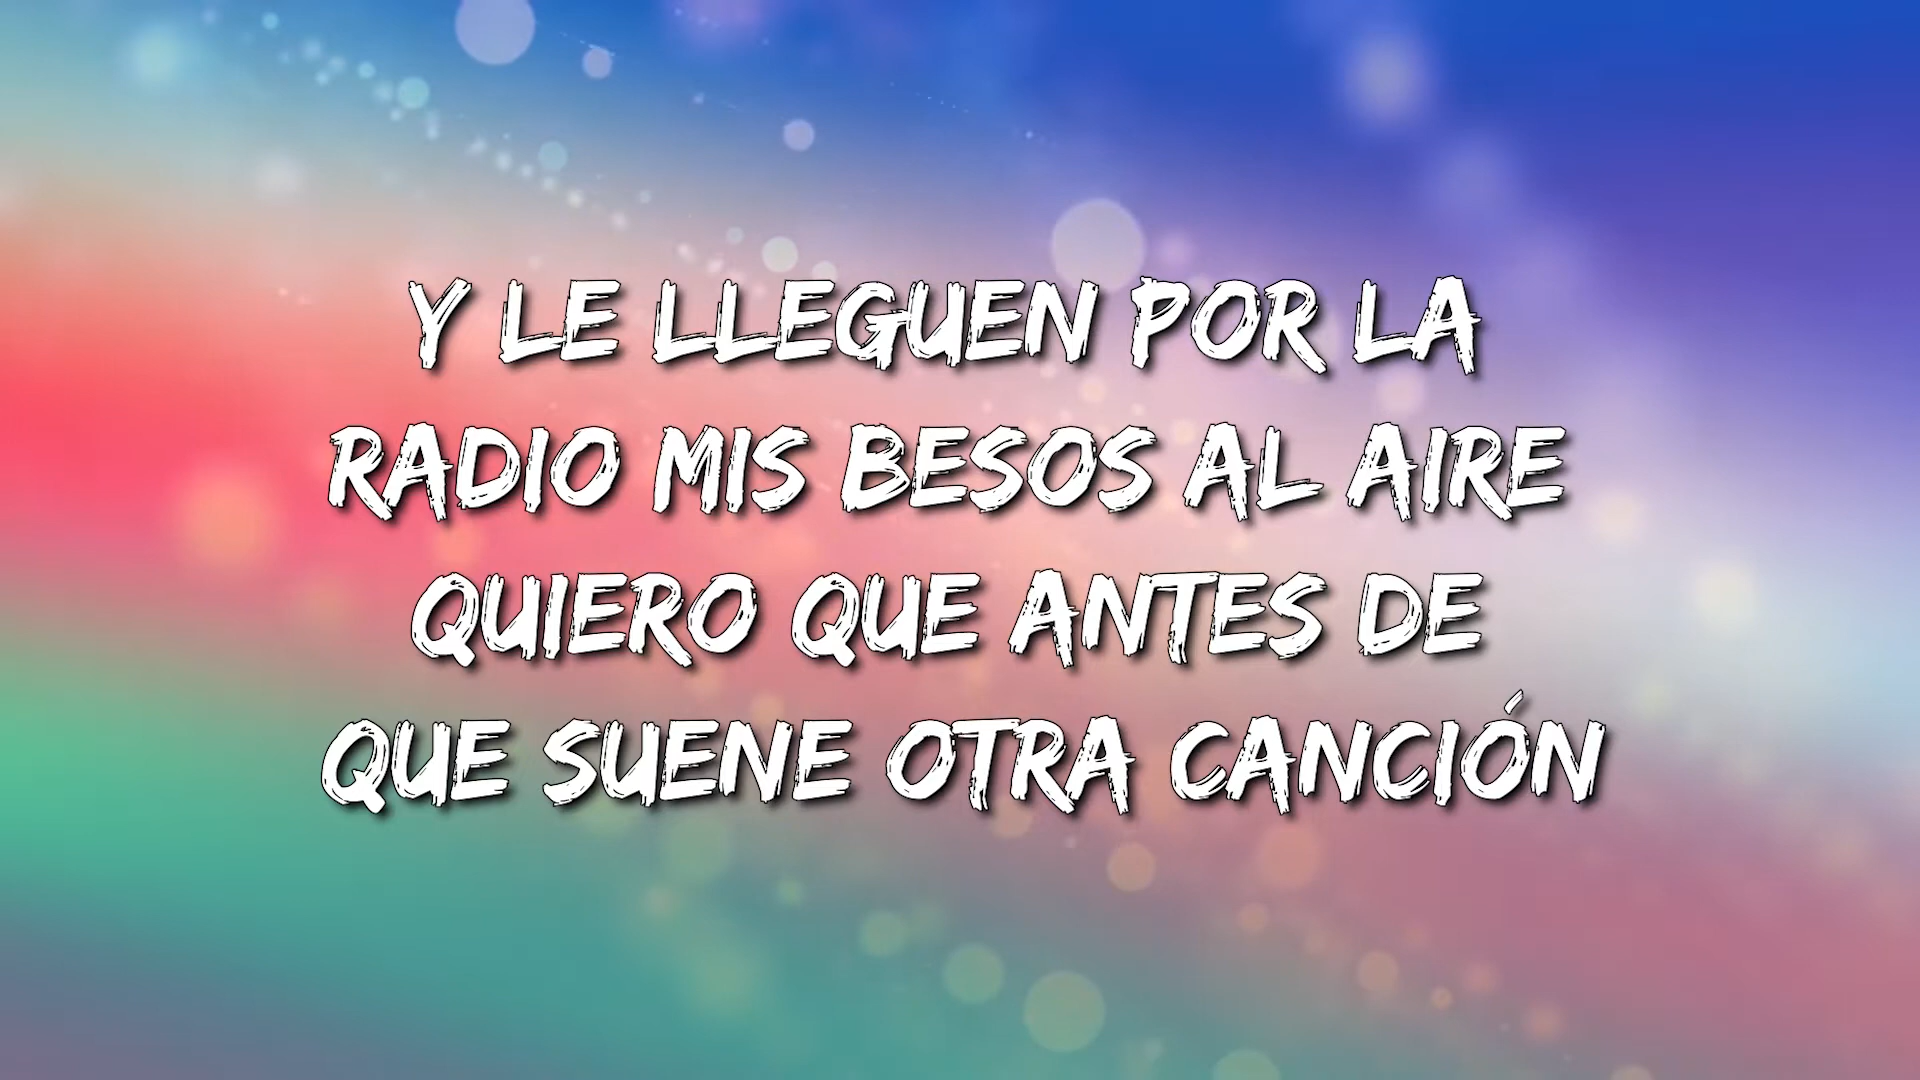 Y LE LLEGUEN POR LA
RADIO MIS BESOS AL AIRE
QUIERO QUE ANTES DE
QUE SUENE OTRA CANCIÓN